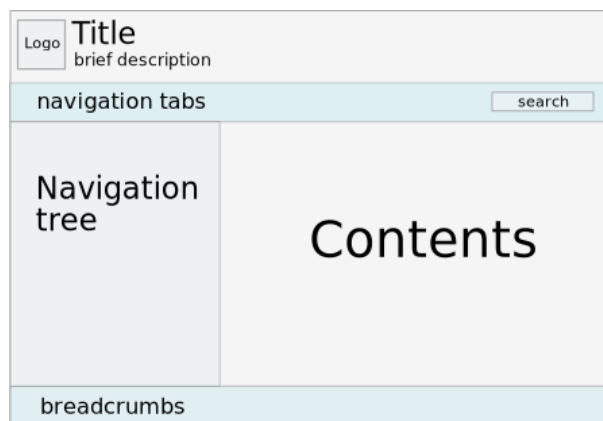 Logo
Title
brief description
navigation tabs
search
Navigation
tree
Contents
breadcrumbs